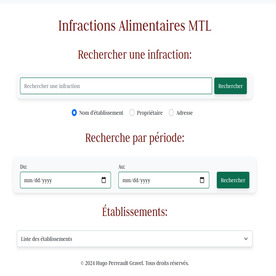 Infractions Alimentaires MTL
Rechercher une infraction:
Rechercher une infraction
Rechercher
Nom d'établissement
Propriétaire
Adresse
Recherche par période:
Du:
Au:
mm/dd/yyyy
mm/dd/yyyy
Rechercher
Établissements:
Liste des établissements
© 2024 Hugo Perreault Gravel. Tous droits réservés.